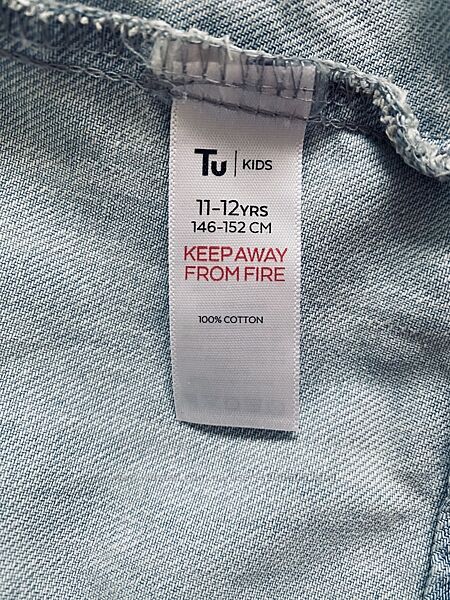 Tu | KIDS
11-12YRS
146-152 CM
KEEP AWAY
FROM FIRE
100% COTTON